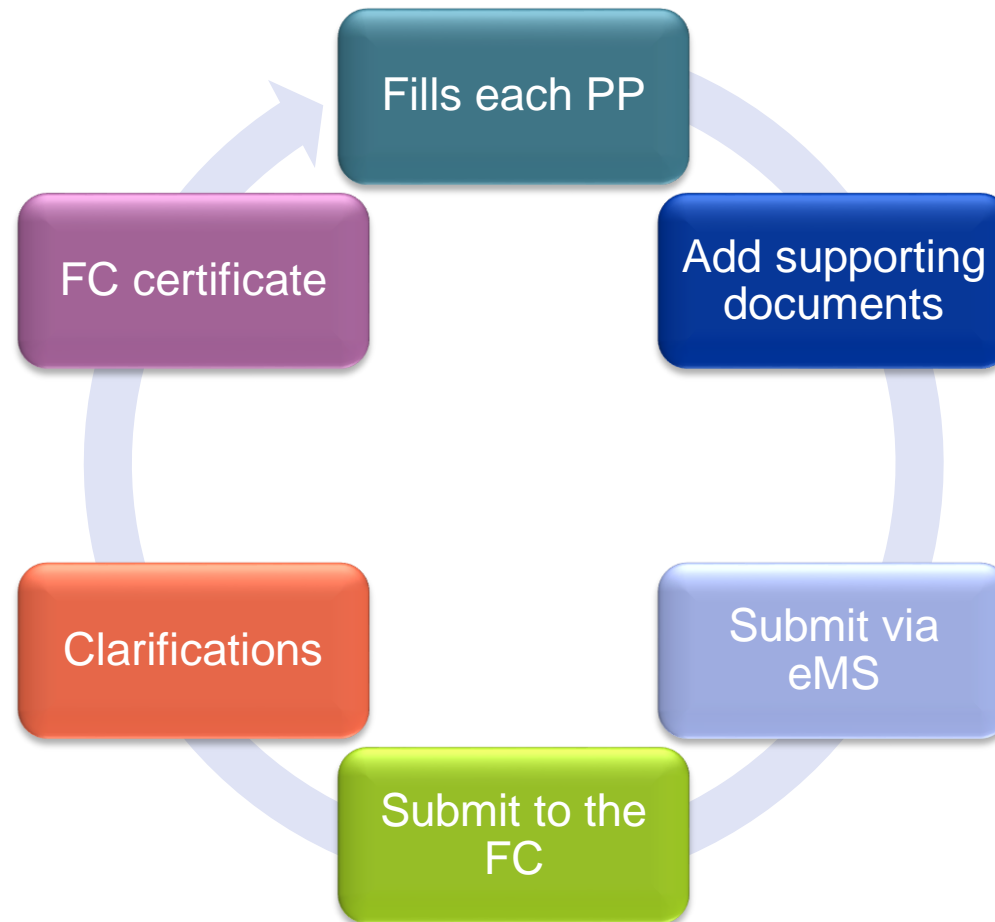 Fills each PP
Add supporting
documents
Submit via
eMS
Submit to the
FC
Clarifications
FC certificate